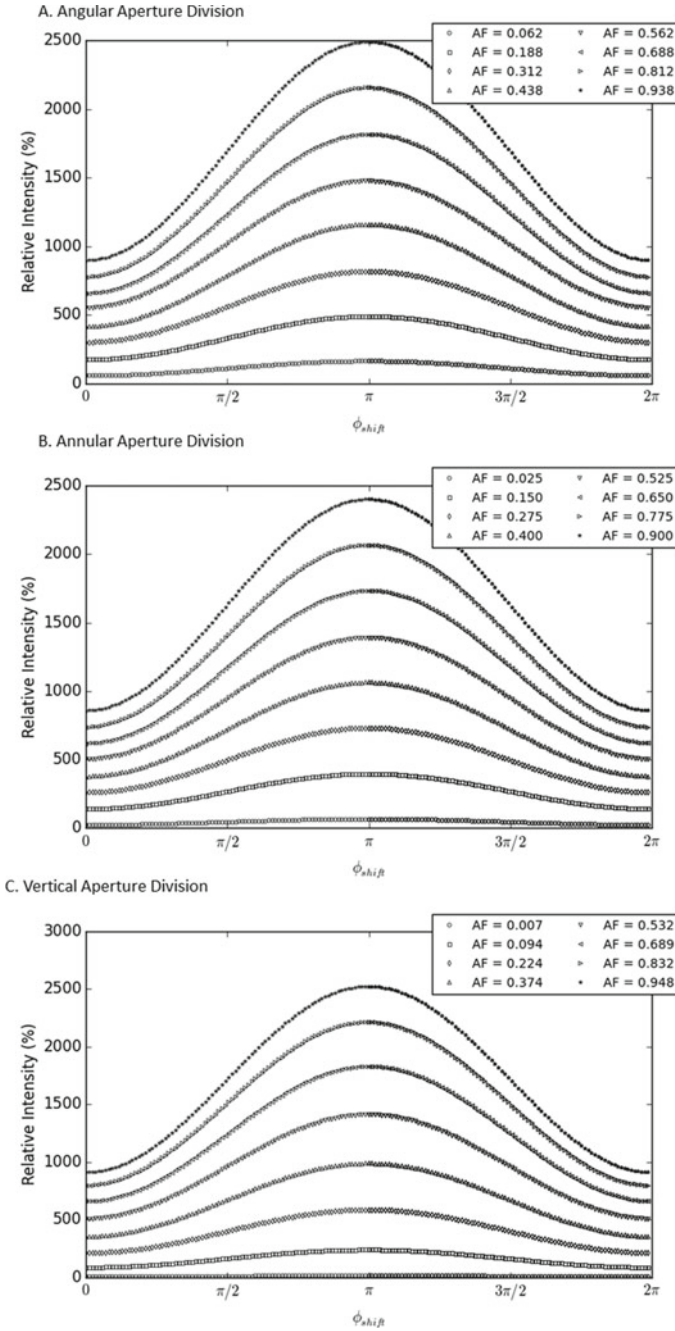 A. Angular Aperture Division
AF = 0.062 AF = 0.562
AF = 0.188 AF = 0.688
AF = 0.312 AF = 0.812
AF = 0.438 AF = 0.938
Relative Intensity (%)
2500
2000
1500
1000
500
0
0 π/2 π 3π/2 2π
ϕshift
B. Annular Aperture Division
AF = 0.025 AF = 0.525
AF = 0.150 AF = 0.650
AF = 0.275 AF = 0.775
AF = 0.400 AF = 0.900
Relative Intensity (%)
2500
2000
1500
1000
500
0
0 π/2 π 3π/2 2π
ϕshift
C. Vertical Aperture Division
AF = 0.007 AF = 0.532
AF = 0.094 AF = 0.689
AF = 0.224 AF = 0.832
AF = 0.374 AF = 0.948
Relative Intensity (%)
3000
2500
2000
1500
1000
500
0
0 π/2 π 3π/2 2π
ϕshift